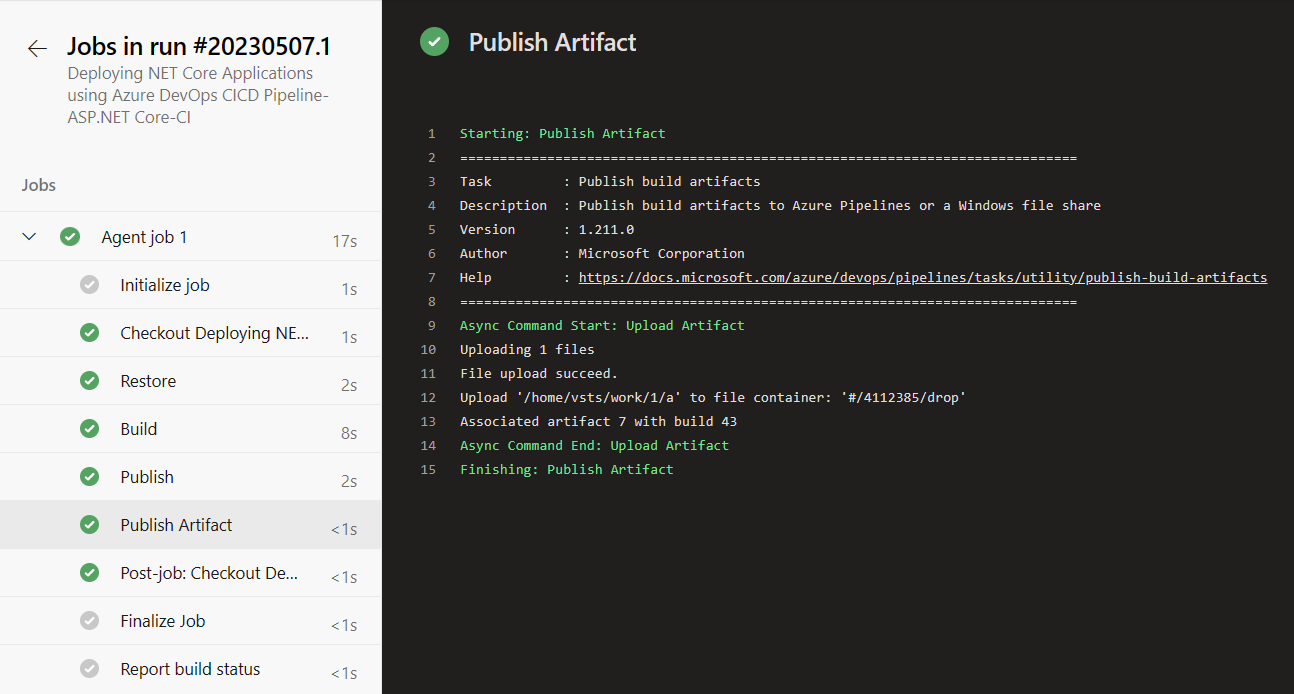 Jobs in run #20230507.1
Deploying NET Core Applications
using Azure DevOps CICD Pipeline-
ASP.NET Core-CI
Jobs
Agent job 1 17s
Initialize job 1s
Checkout Deploying NE... 1s
Restore 2s
Build 8s
Publish 2s
Publish Artifact <1s
Post-job: Checkout De... <1s
Finalize Job <1s
Report build status <1s
Publish Artifact
1 Starting: Publish Artifact
2 ==============================================================================
3 Task : Publish build artifacts
4 Description : Publish build artifacts to Azure Pipelines or a Windows file share
5 Version : 1.211.0
6 Author : Microsoft Corporation
7 Help : https://docs.microsoft.com/azure/devops/pipelines/tasks/utility/publish-build-artifacts
8 ==============================================================================
9 Async Command Start: Upload Artifact
10 Uploading 1 files
11 File upload succeed.
12 Upload '/home/vsts/work/1/a' to file container: '#/4112385/drop'
13 Associated artifact 7 with build 43
14 Async Command End: Upload Artifact
15 Finishing: Publish Artifact